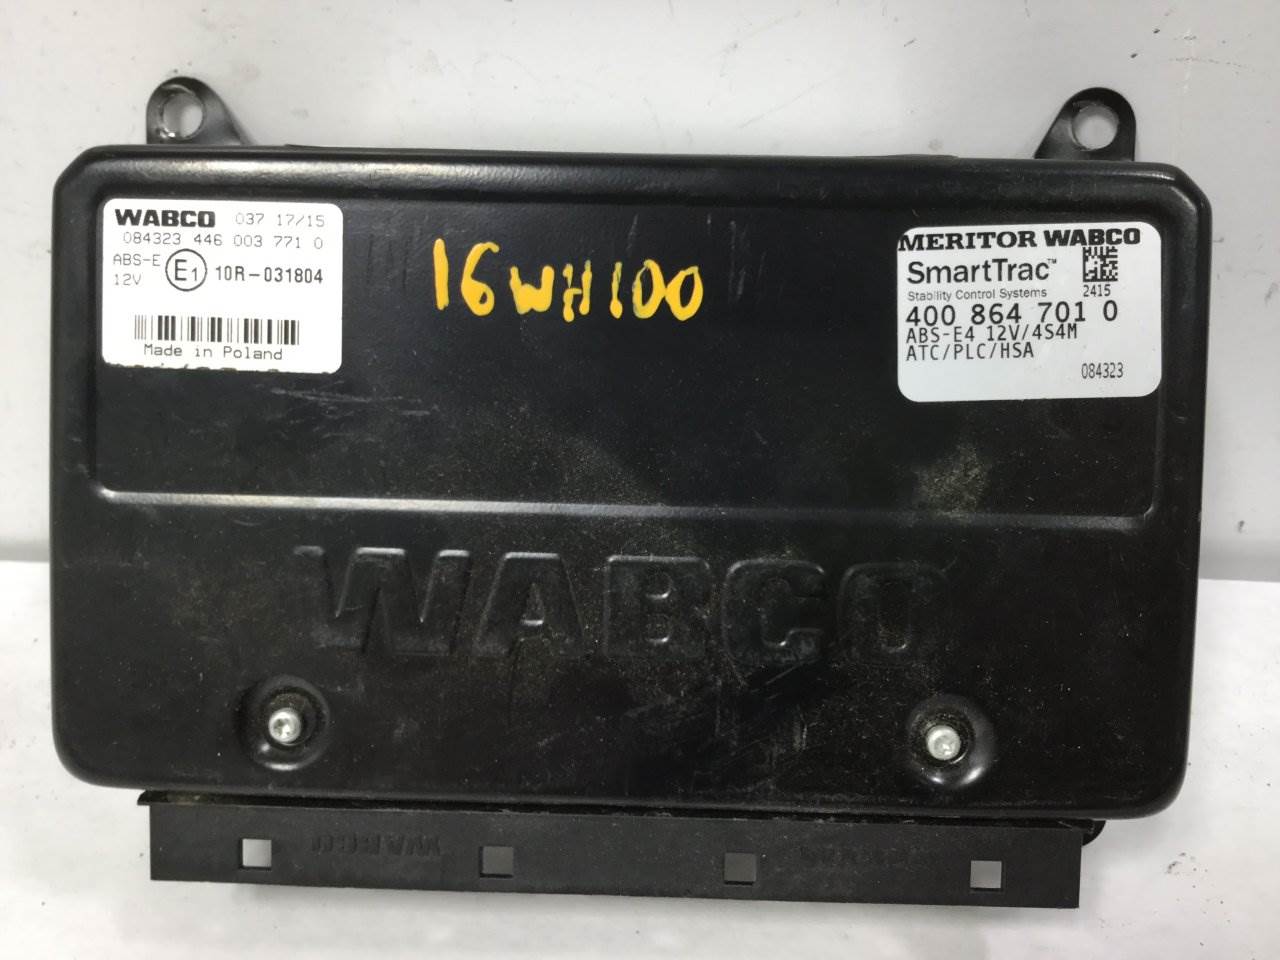 WABCO 037 17/15
084323 446 003 771 0
ABS-E
12V
E1 10R-031804
Made in Poland
16WH100
MERITOR WABCO
SmartTrac™
Stability Control Systems 2415
400 864 701 0
ABS-E4 12V/4S4M
ATC/PLC/HSA
084323
WABCO
WABCO